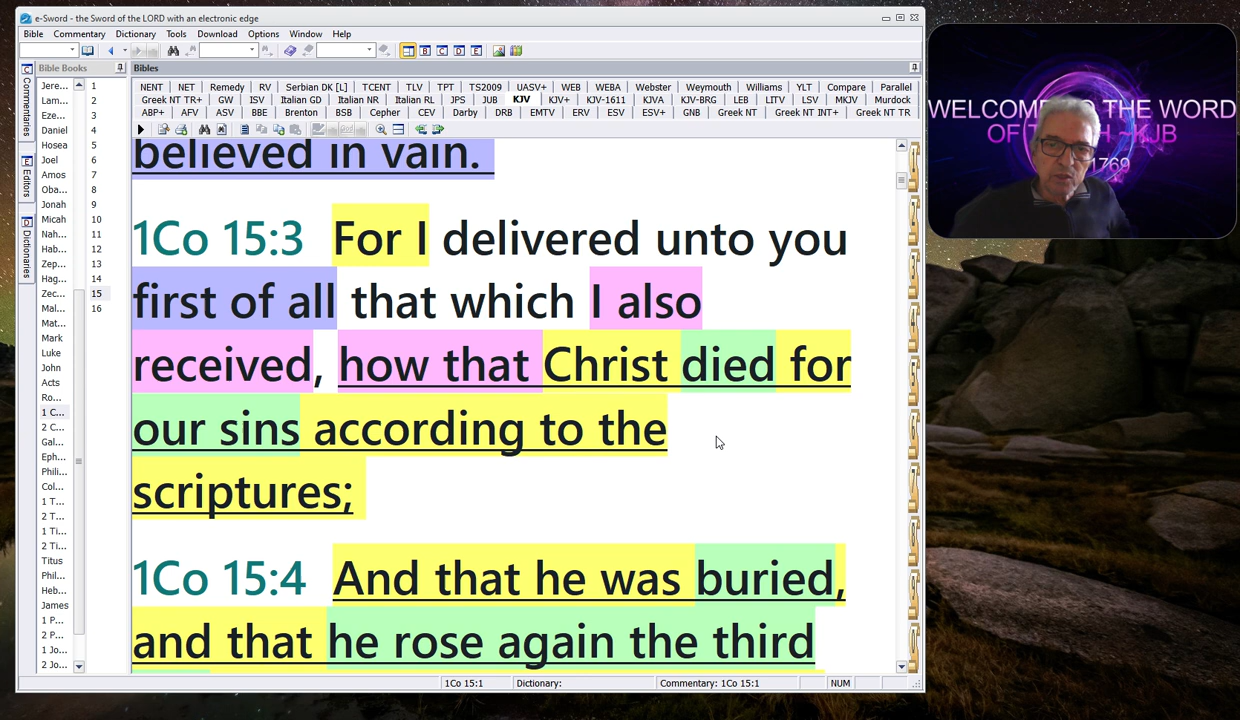 e-Sword - the Sword of the LORD with an electronic edge
Bible Commentary Dictionary Tools Download Options Window Help
B C D E
Bible Books
Bibles
Commentaries
Editors
Dictionaries
NENT NET Remedy RV Serbian DK [L] TCENT TLV TPT TS2009 UASV+ WEB WEBA Webster Weymouth Williams YLT Compare Parallel
Greek NT TR+ GW ISV Italian GD Italian NR Italian RL JPS JUB KJV KJV+ KJV-1611 KJVA KJV-BRG LEB LITV LSV MKJV Murdock
ABP+ AFV ASV BBE Brenton BSB Cepher CEV Darby DRB EMTV ERV ESV ESV+ GNB Greek NT Greek NT INT+ Greek NT TR
Jere... 1
Lam... 2
Eze... 3
Daniel 4
Hosea 5
Joel 6
Amos 7
Oba... 8
Jonah 9
Micah 10
Nah... 11
Hab... 12
Zep... 13
Hag... 14
Zec... 15
Mal... 16
Mat...
Mark
Luke
John
Acts
Ro...
1 C...
2 C...
Gal...
Eph...
Phili...
Col...
1 T...
2 T...
1 Ti...
2 Ti...
Titus
Phil...
Heb...
James
1 P...
2 P...
1 Jo...
2 Jo...
believed in vain.
1Co 15:3 For I delivered unto you
first of all that which I also
received, how that Christ died for
our sins according to the
scriptures;
1Co 15:4 And that he was buried,
and that he rose again the third
1Co 15:1 Dictionary: Commentary: 1Co 15:1 NUM
WELCOME TO THE WORD
OF KJB
1769